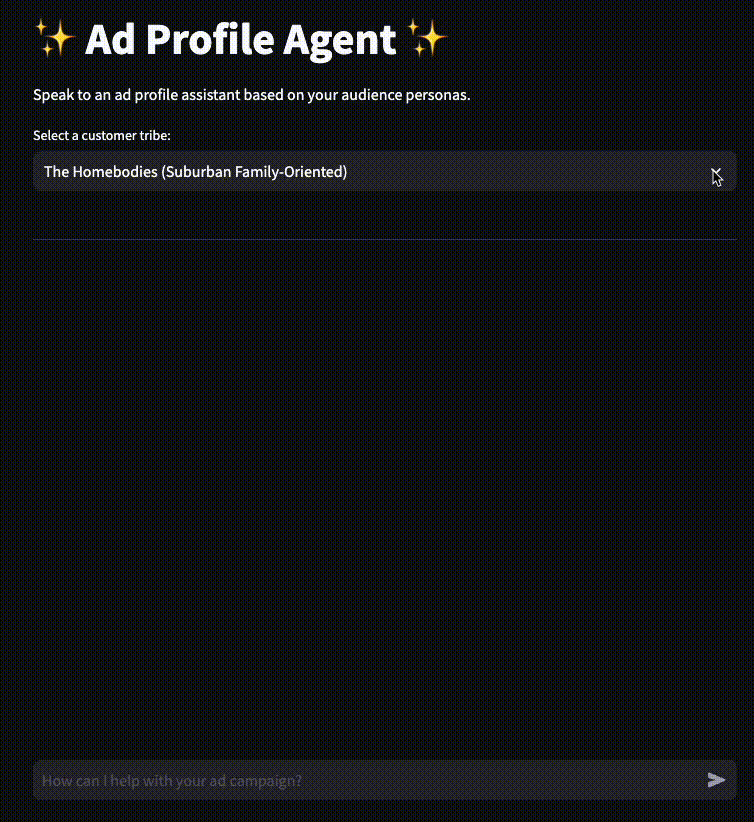 ✨ Ad Profile Agent ✨
Speak to an ad profile assistant based on your audience personas.
Select a customer tribe:
The Homebodies (Suburban Family-Oriented)
How can I help with your ad campaign?